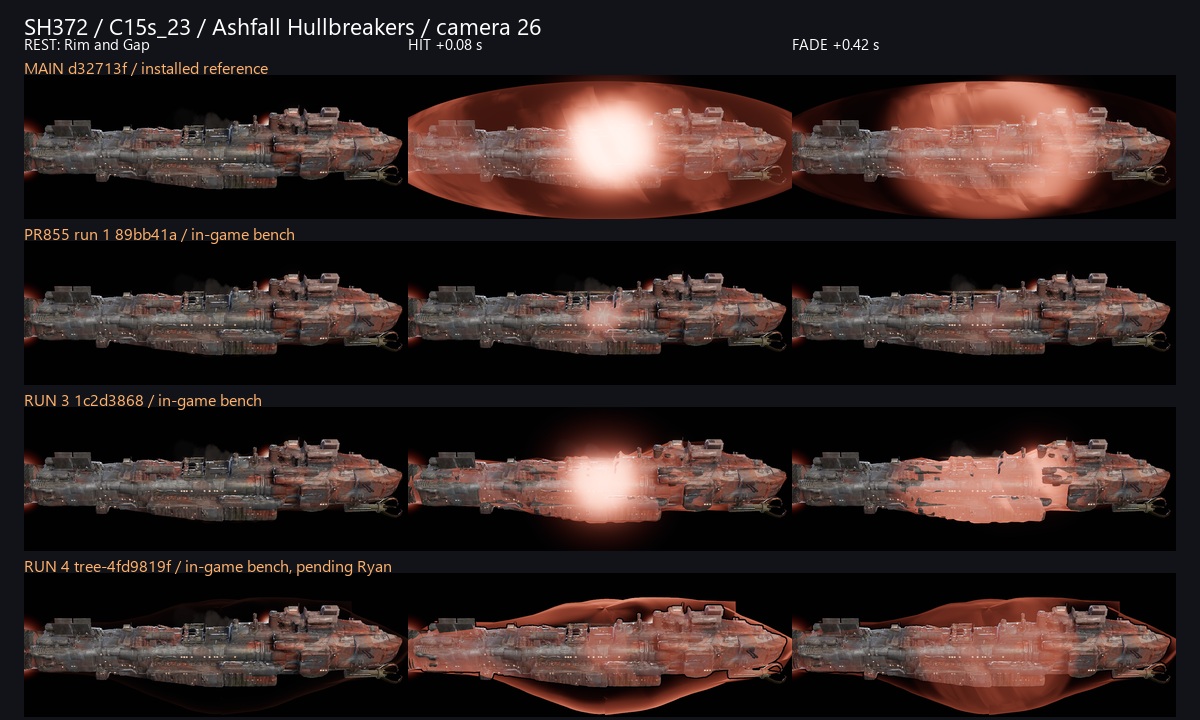 SH372 / C15s_23 / Ashfall Hullbreakers / camera 26
REST: Rim and Gap
HIT +0.08 s
FADE +0.42 s
MAIN d32713f / installed reference
PR855 run 1 89bb41a / in-game bench
RUN 3 1c2d3868 / in-game bench
RUN 4 tree-4fd9819f / in-game bench, pending Ryan